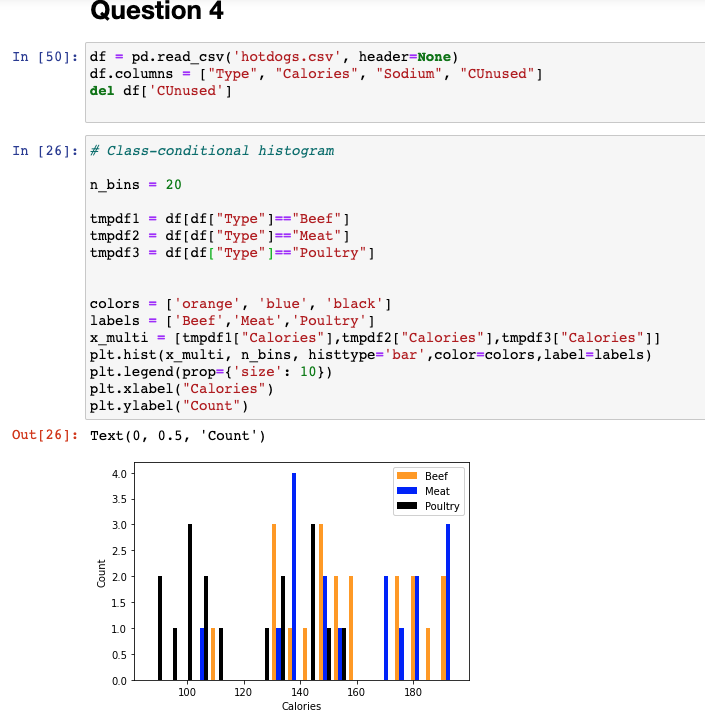 Question 4
In [50]: df = pd.read_csv('hotdogs.csv', header=None)
df.columns = ["Type", "Calories", "Sodium", "CUnused"]
del df['CUnused']
In [26]: # Class-conditional histogram
n_bins = 20
tmpdf1 = df[df["Type"]=="Beef"]
tmpdf2 = df[df["Type"]=="Meat"]
tmpdf3 = df[df["Type"]=="Poultry"]
colors = ['orange', 'blue', 'black']
labels = ['Beef','Meat','Poultry']
x_multi = [tmpdf1["Calories"],tmpdf2["Calories"],tmpdf3["Calories"]]
plt.hist(x_multi, n_bins, histtype='bar',color=colors,label=labels)
plt.legend(prop={'size': 10})
plt.xlabel("Calories")
plt.ylabel("Count")
Out[26]: Text(0, 0.5, 'Count')
Beef
Meat
Poultry
4.0
3.5
3.0
2.5
2.0
1.5
1.0
0.5
0.0
Count
100 120 140 160 180
Calories